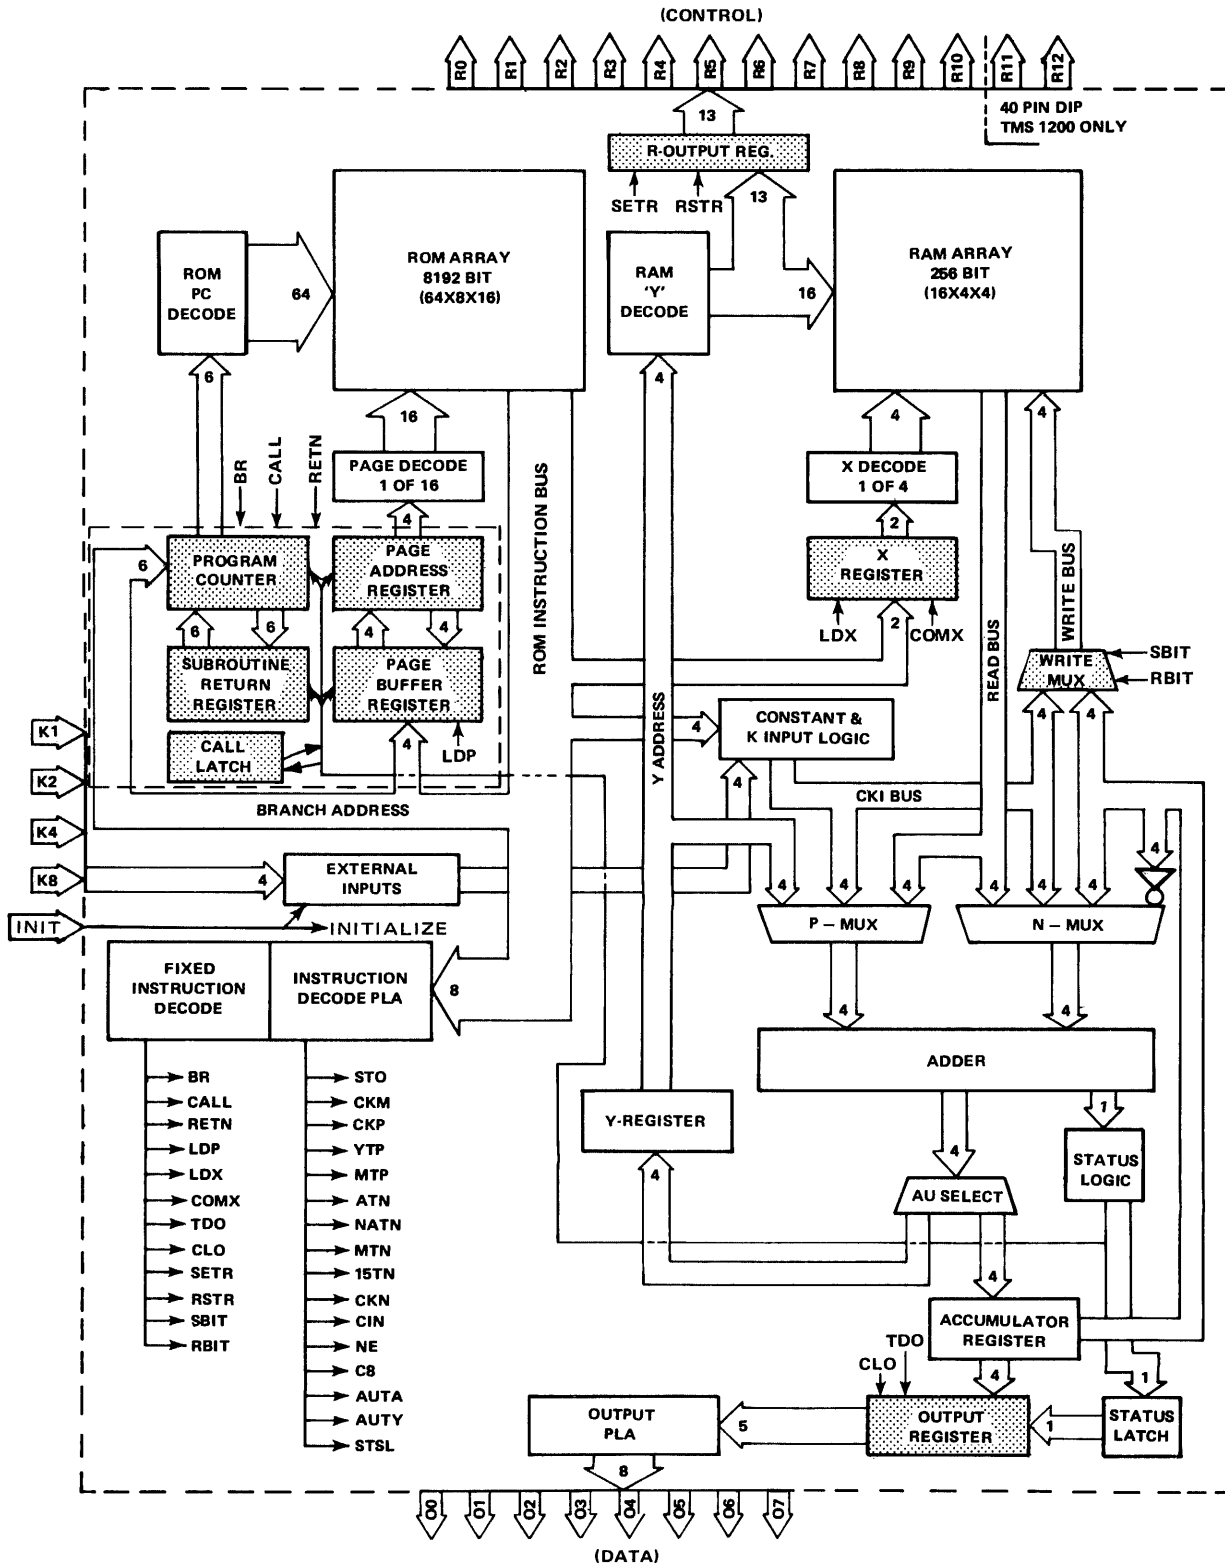 (CONTROL)
R0 R1 R2 R3 R4 R5 R6 R7 R8 R9 R10 R11 R12
40 PIN DIP
TMS 1200 ONLY
13
R-OUTPUT REG.
SETR
RSTR
13
ROM
PC
DECODE
64
ROM ARRAY
8192 BIT
(64X8X16)
RAM
'Y'
DECODE
16
RAM ARRAY
256 BIT
(16X4X4)
6
16
4
4
4
BR
CALL
RETN
PAGE DECODE
1 OF 16
ROM INSTRUCTION BUS
X DECODE
1 OF 4
4
2
6
PROGRAM
COUNTER
PAGE
ADDRESS
REGISTER
X
REGISTER
WRITE BUS
6
6
4
4
LDX
2
COMX
READ BUS
SUBROUTINE
RETURN
REGISTER
PAGE
BUFFER
REGISTER
WRITE
MUX
SBIT
RBIT
K1
CALL
LATCH
4
LDP
Y ADDRESS
4
CONSTANT &
K INPUT LOGIC
4
4
K2
4
BRANCH ADDRESS
CKI BUS
K4
4
K8
4
EXTERNAL
INPUTS
4
4
4
4
4
4
INIT
INITIALIZE
P – MUX
N – MUX
FIXED
INSTRUCTION
DECODE
INSTRUCTION
DECODE PLA
8
4
4
ADDER
BR
CALL
RETN
LDP
LDX
COMX
TDO
CLO
SETR
RSTR
SBIT
RBIT
STO
CKM
CKP
YTP
MTP
ATN
NATN
MTN
15TN
CKN
CIN
NE
C8
AUTA
AUTY
STSL
Y-REGISTER
4
4
1
STATUS
LOGIC
AU SELECT
4
ACCUMULATOR
REGISTER
TDO
CLO
4
1
OUTPUT
PLA
5
OUTPUT
REGISTER
1
STATUS
LATCH
8
O0 O1 O2 O3 O4 O5 O6 O7
(DATA)